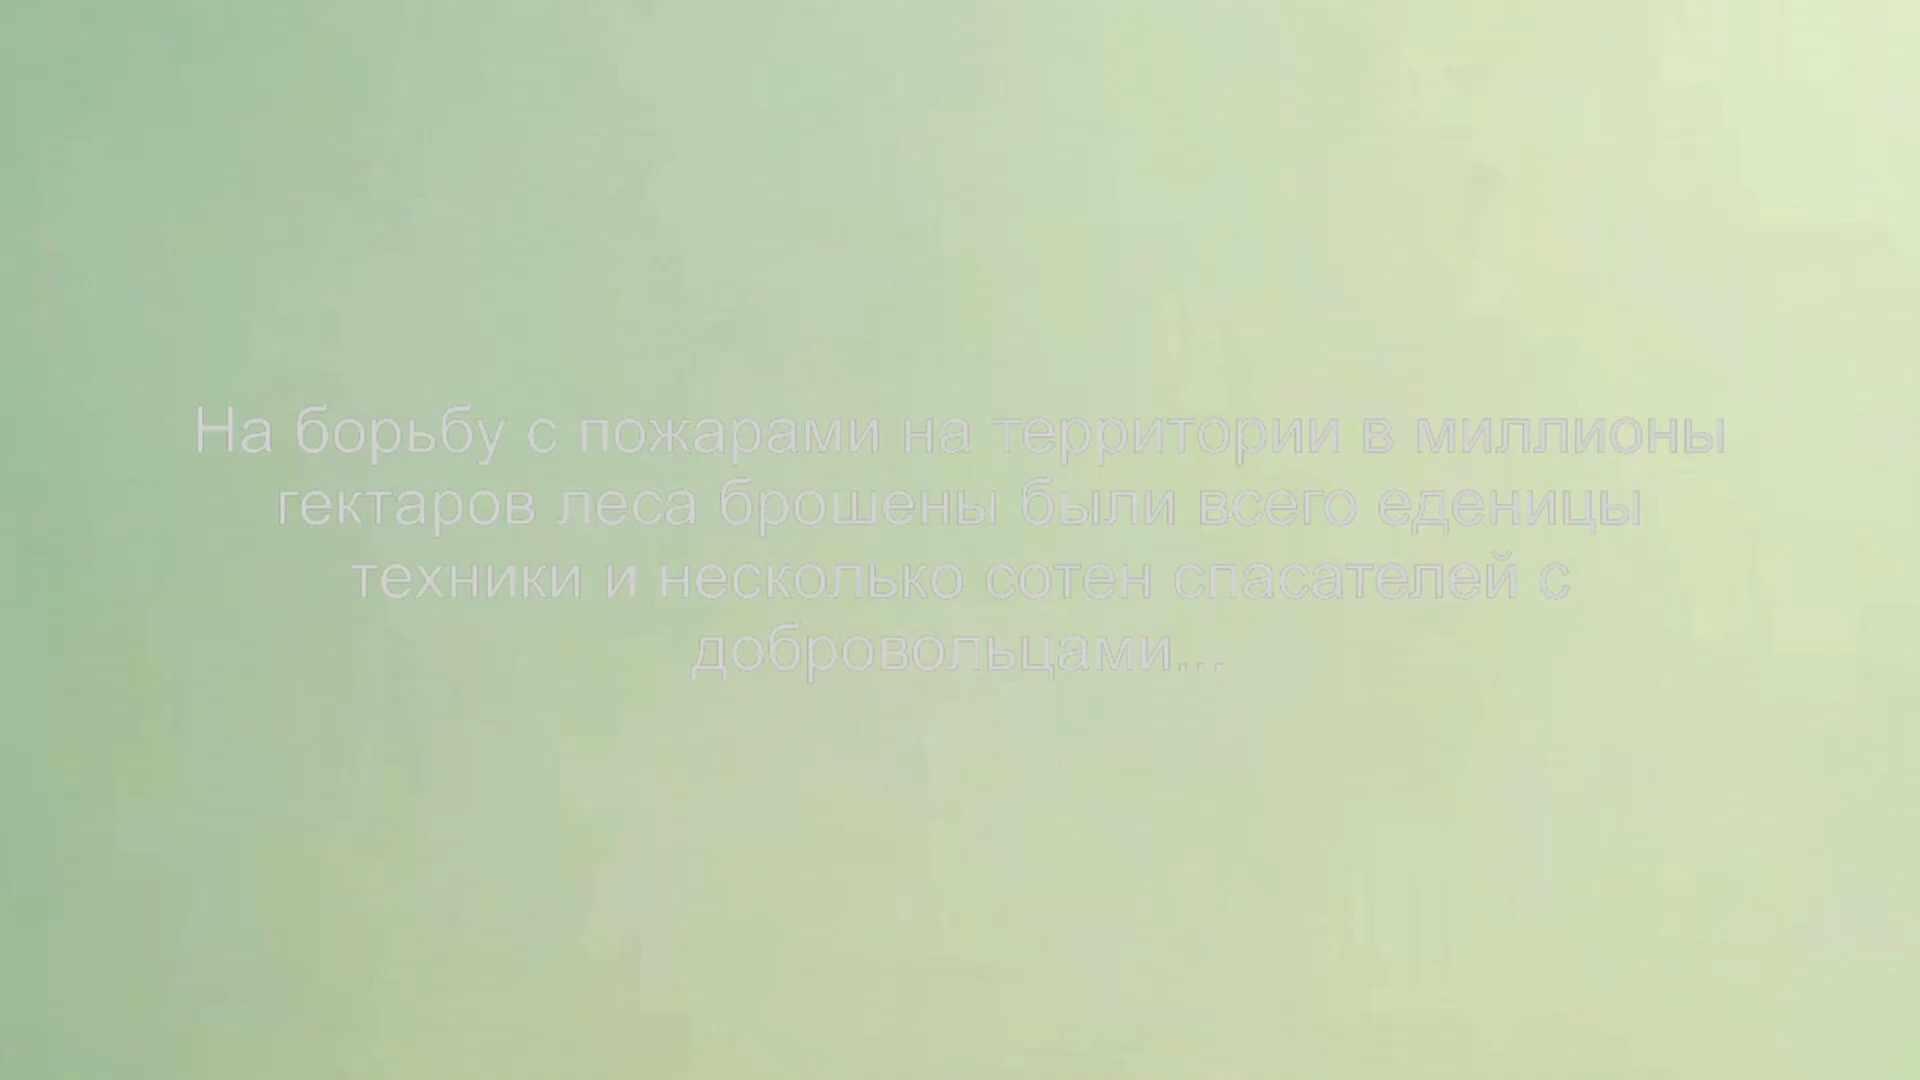 На борьбу с пожарами на территории в миллионы
гектаров леса брошены были всего еденицы
техники и несколько сотен спасателей с
добровольцами...